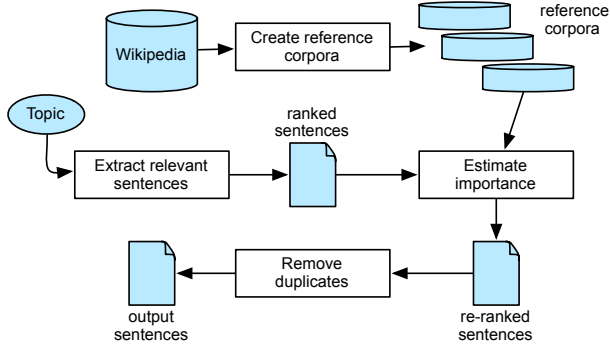 reference
corpora
Wikipedia
Create reference
corpora
Topic
ranked
sentences
Extract relevant
sentences
Estimate
importance
Remove
duplicates
output
sentences
re-ranked
sentences